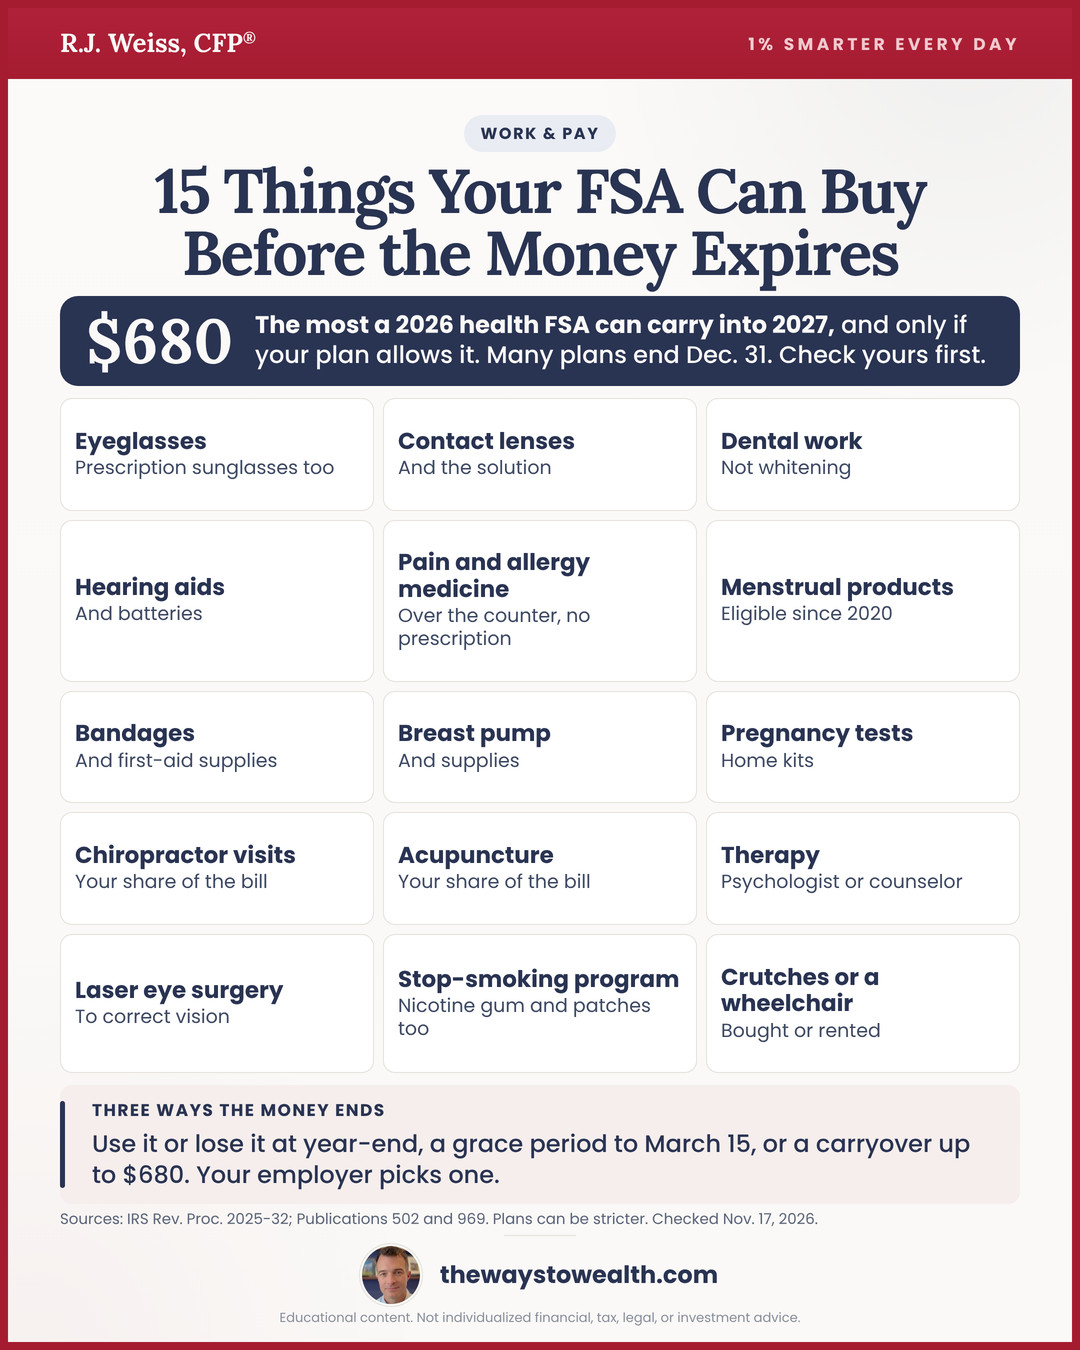 R.J. Weiss, CFP®
1% SMARTER EVERY DAY
WORK & PAY
15 Things Your FSA Can Buy
Before the Money Expires
$680
The most a 2026 health FSA can carry into 2027, and only if
your plan allows it. Many plans end Dec. 31. Check yours first.
Eyeglasses
Prescription sunglasses too
Contact lenses
And the solution
Dental work
Not whitening
Hearing aids
And batteries
Pain and allergy
medicine
Over the counter, no
prescription
Menstrual products
Eligible since 2020
Bandages
And first-aid supplies
Breast pump
And supplies
Pregnancy tests
Home kits
Chiropractor visits
Your share of the bill
Acupuncture
Your share of the bill
Therapy
Psychologist or counselor
Laser eye surgery
To correct vision
Stop-smoking program
Nicotine gum and patches
too
Crutches or a
wheelchair
Bought or rented
THREE WAYS THE MONEY ENDS
Use it or lose it at year-end, a grace period to March 15, or a carryover up
to $680. Your employer picks one.
Sources: IRS Rev. Proc. 2025-32; Publications 502 and 969. Plans can be stricter. Checked Nov. 17, 2026.
thewaystowealth.com
Educational content. Not individualized financial, tax, legal, or investment advice.